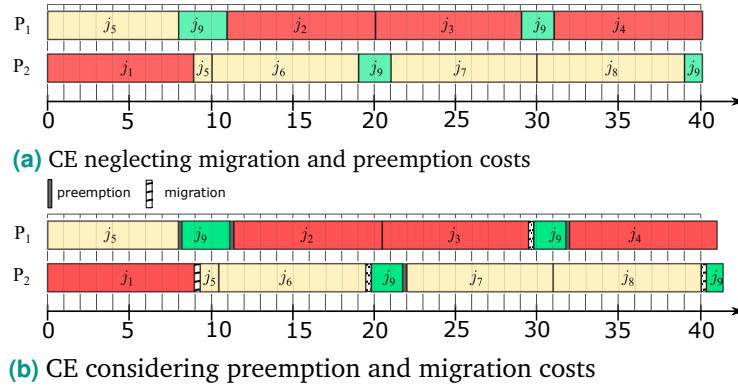 P1 j5 j9 j2 j3 j9 j4
P2 j1 j5 j6 j9 j7 j8 j9
0 5 10 15 20 25 30 35 40
(a) CE neglecting migration and preemption costs
preemption migration
P1 j5 j9 j2 j3 j9 j4
P2 j1 j5 j6 j9 j7 j8 j9
0 5 10 15 20 25 30 35 40
(b) CE considering preemption and migration costs